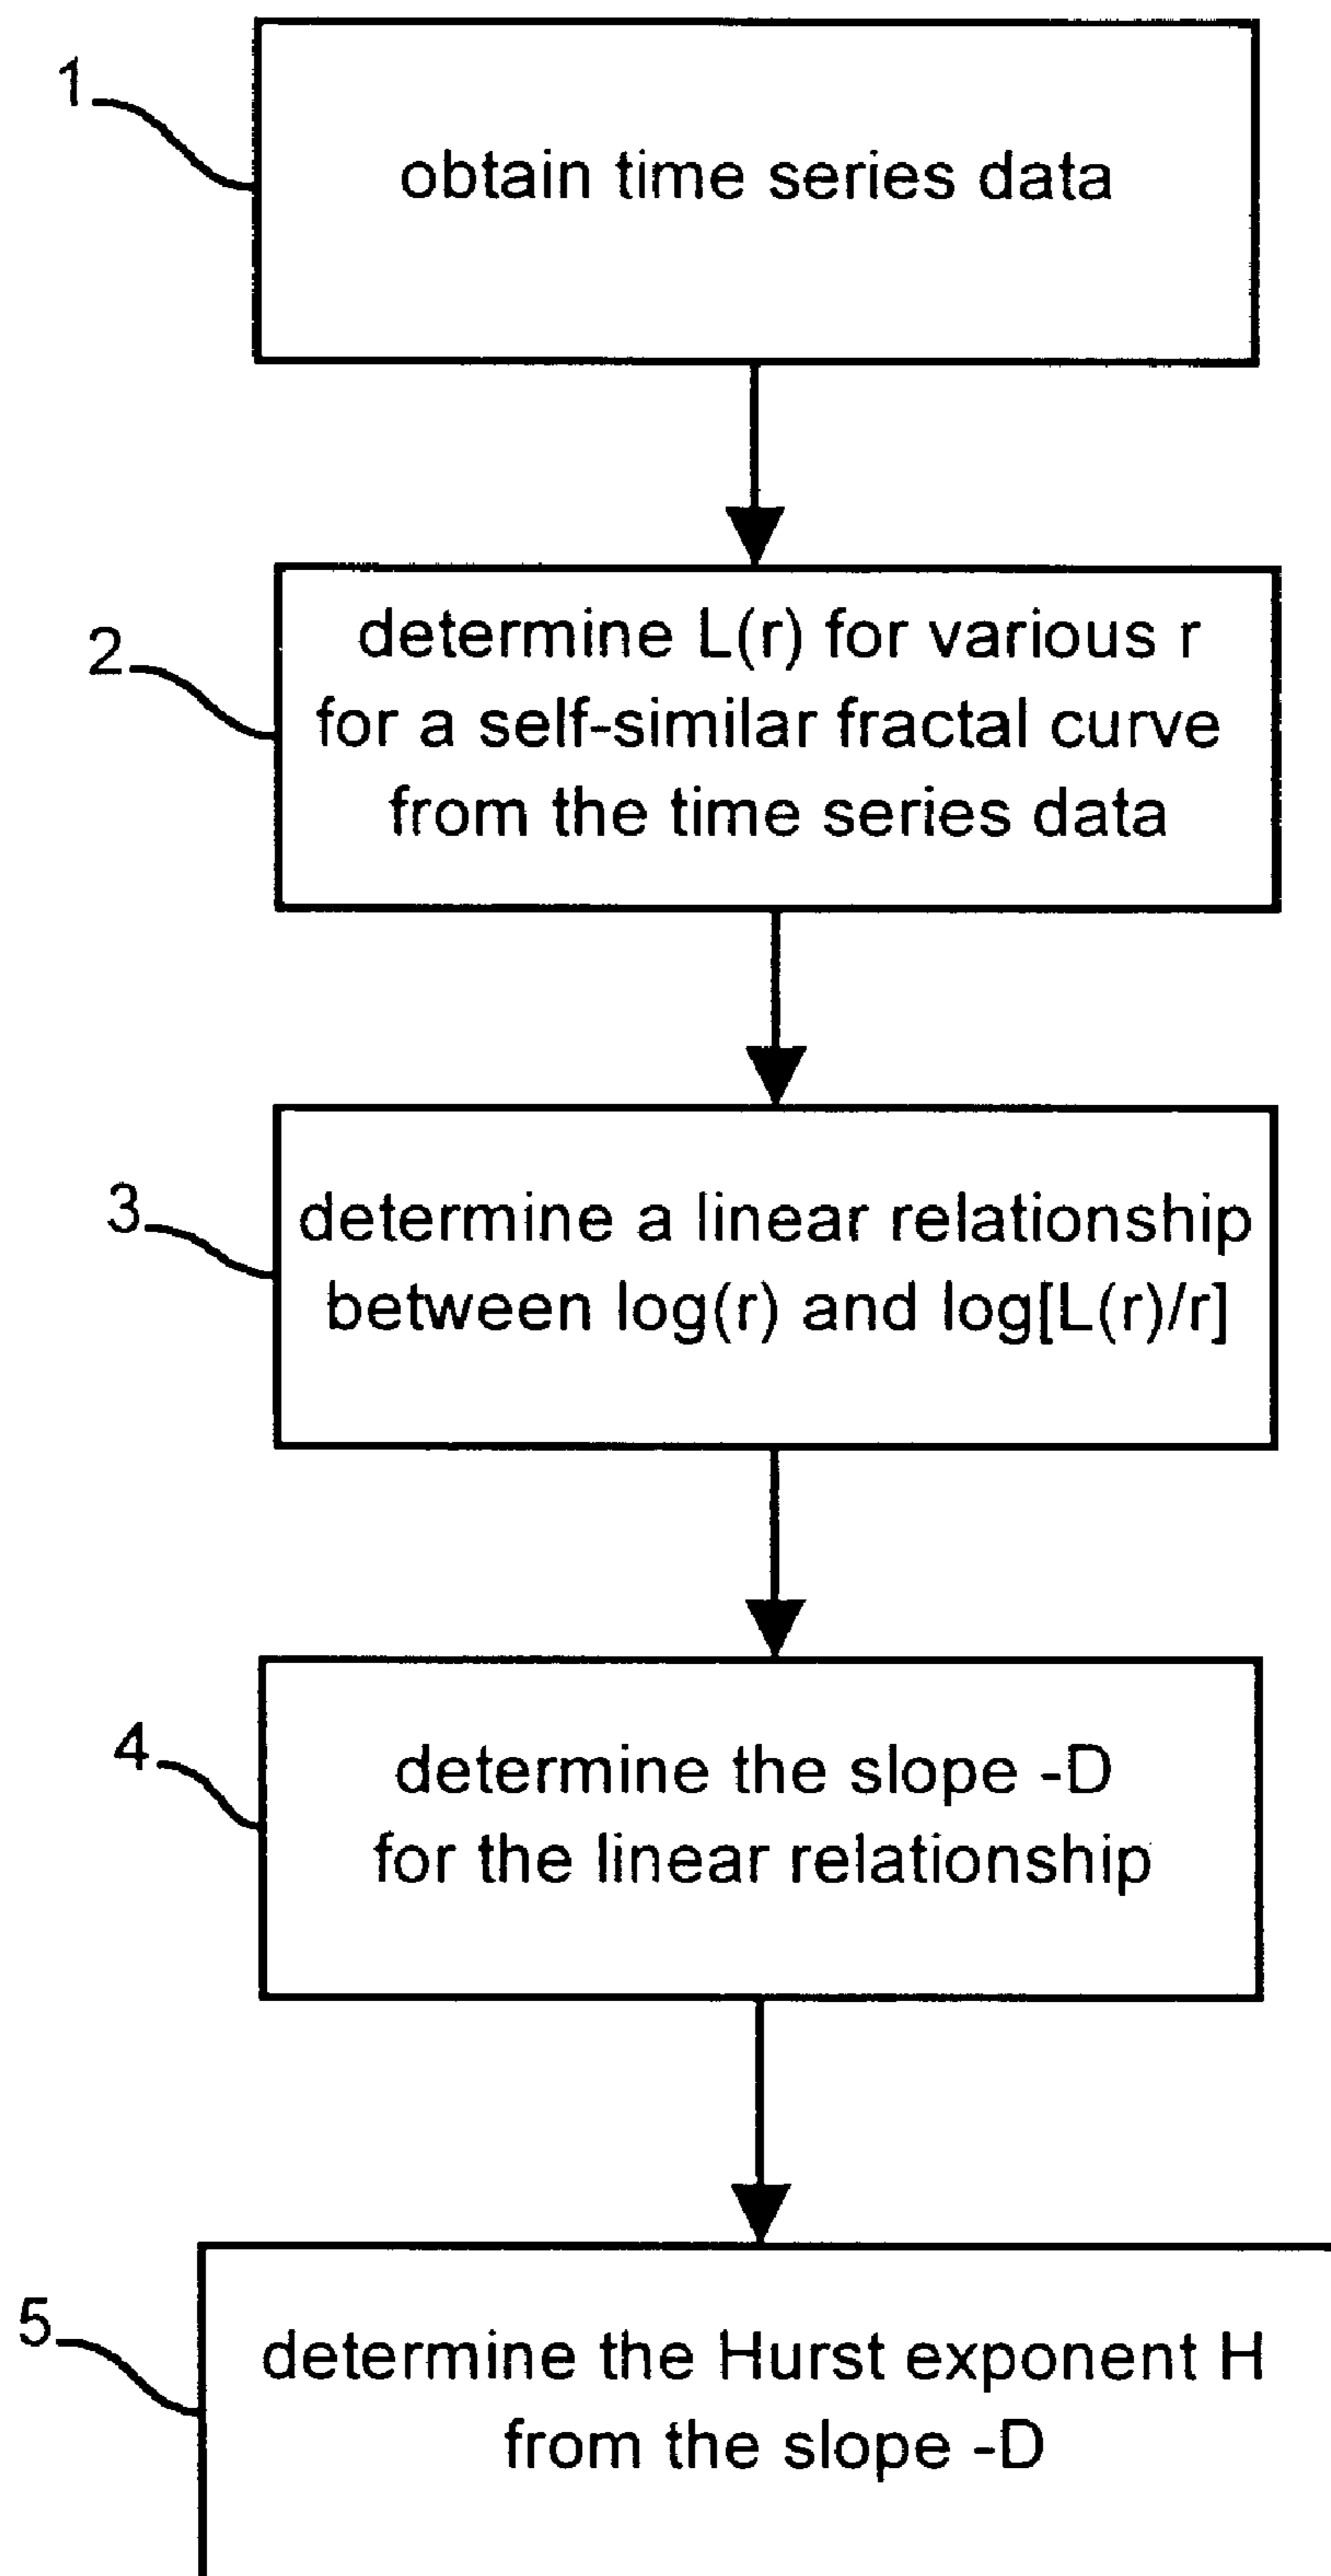 1
obtain time series data
2
determine L(r) for various r
for a self-similar fractal curve
from the time series data
3
determine a linear relationship
between log(r) and log[L(r)/r]
4
determine the slope -D
for the linear relationship
5
determine the Hurst exponent H
from the slope -D